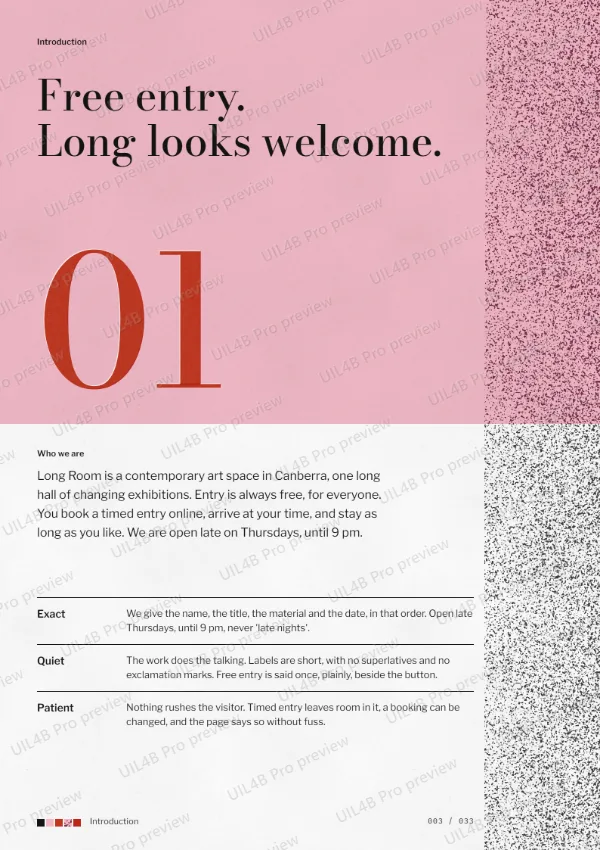 Introduction
Free entry.
Long looks welcome.
01
Who we are
Long Room is a contemporary art space in Canberra, one long
hall of changing exhibitions. Entry is always free, for everyone.
You book a timed entry online, arrive at your time, and stay as
long as you like. We are open late on Thursdays, until 9 pm.
Exact
We give the name, the title, the material and the date, in that order. Open late
Thursdays, until 9 pm, never ‘late nights’.
Quiet
The work does the talking. Labels are short, with no superlatives and no
exclamation marks. Free entry is said once, plainly, beside the button.
Patient
Nothing rushes the visitor. Timed entry leaves room in it, a booking can be
changed, and the page says so without fuss.
Introduction
003 / 033
UIL4B Pro preview